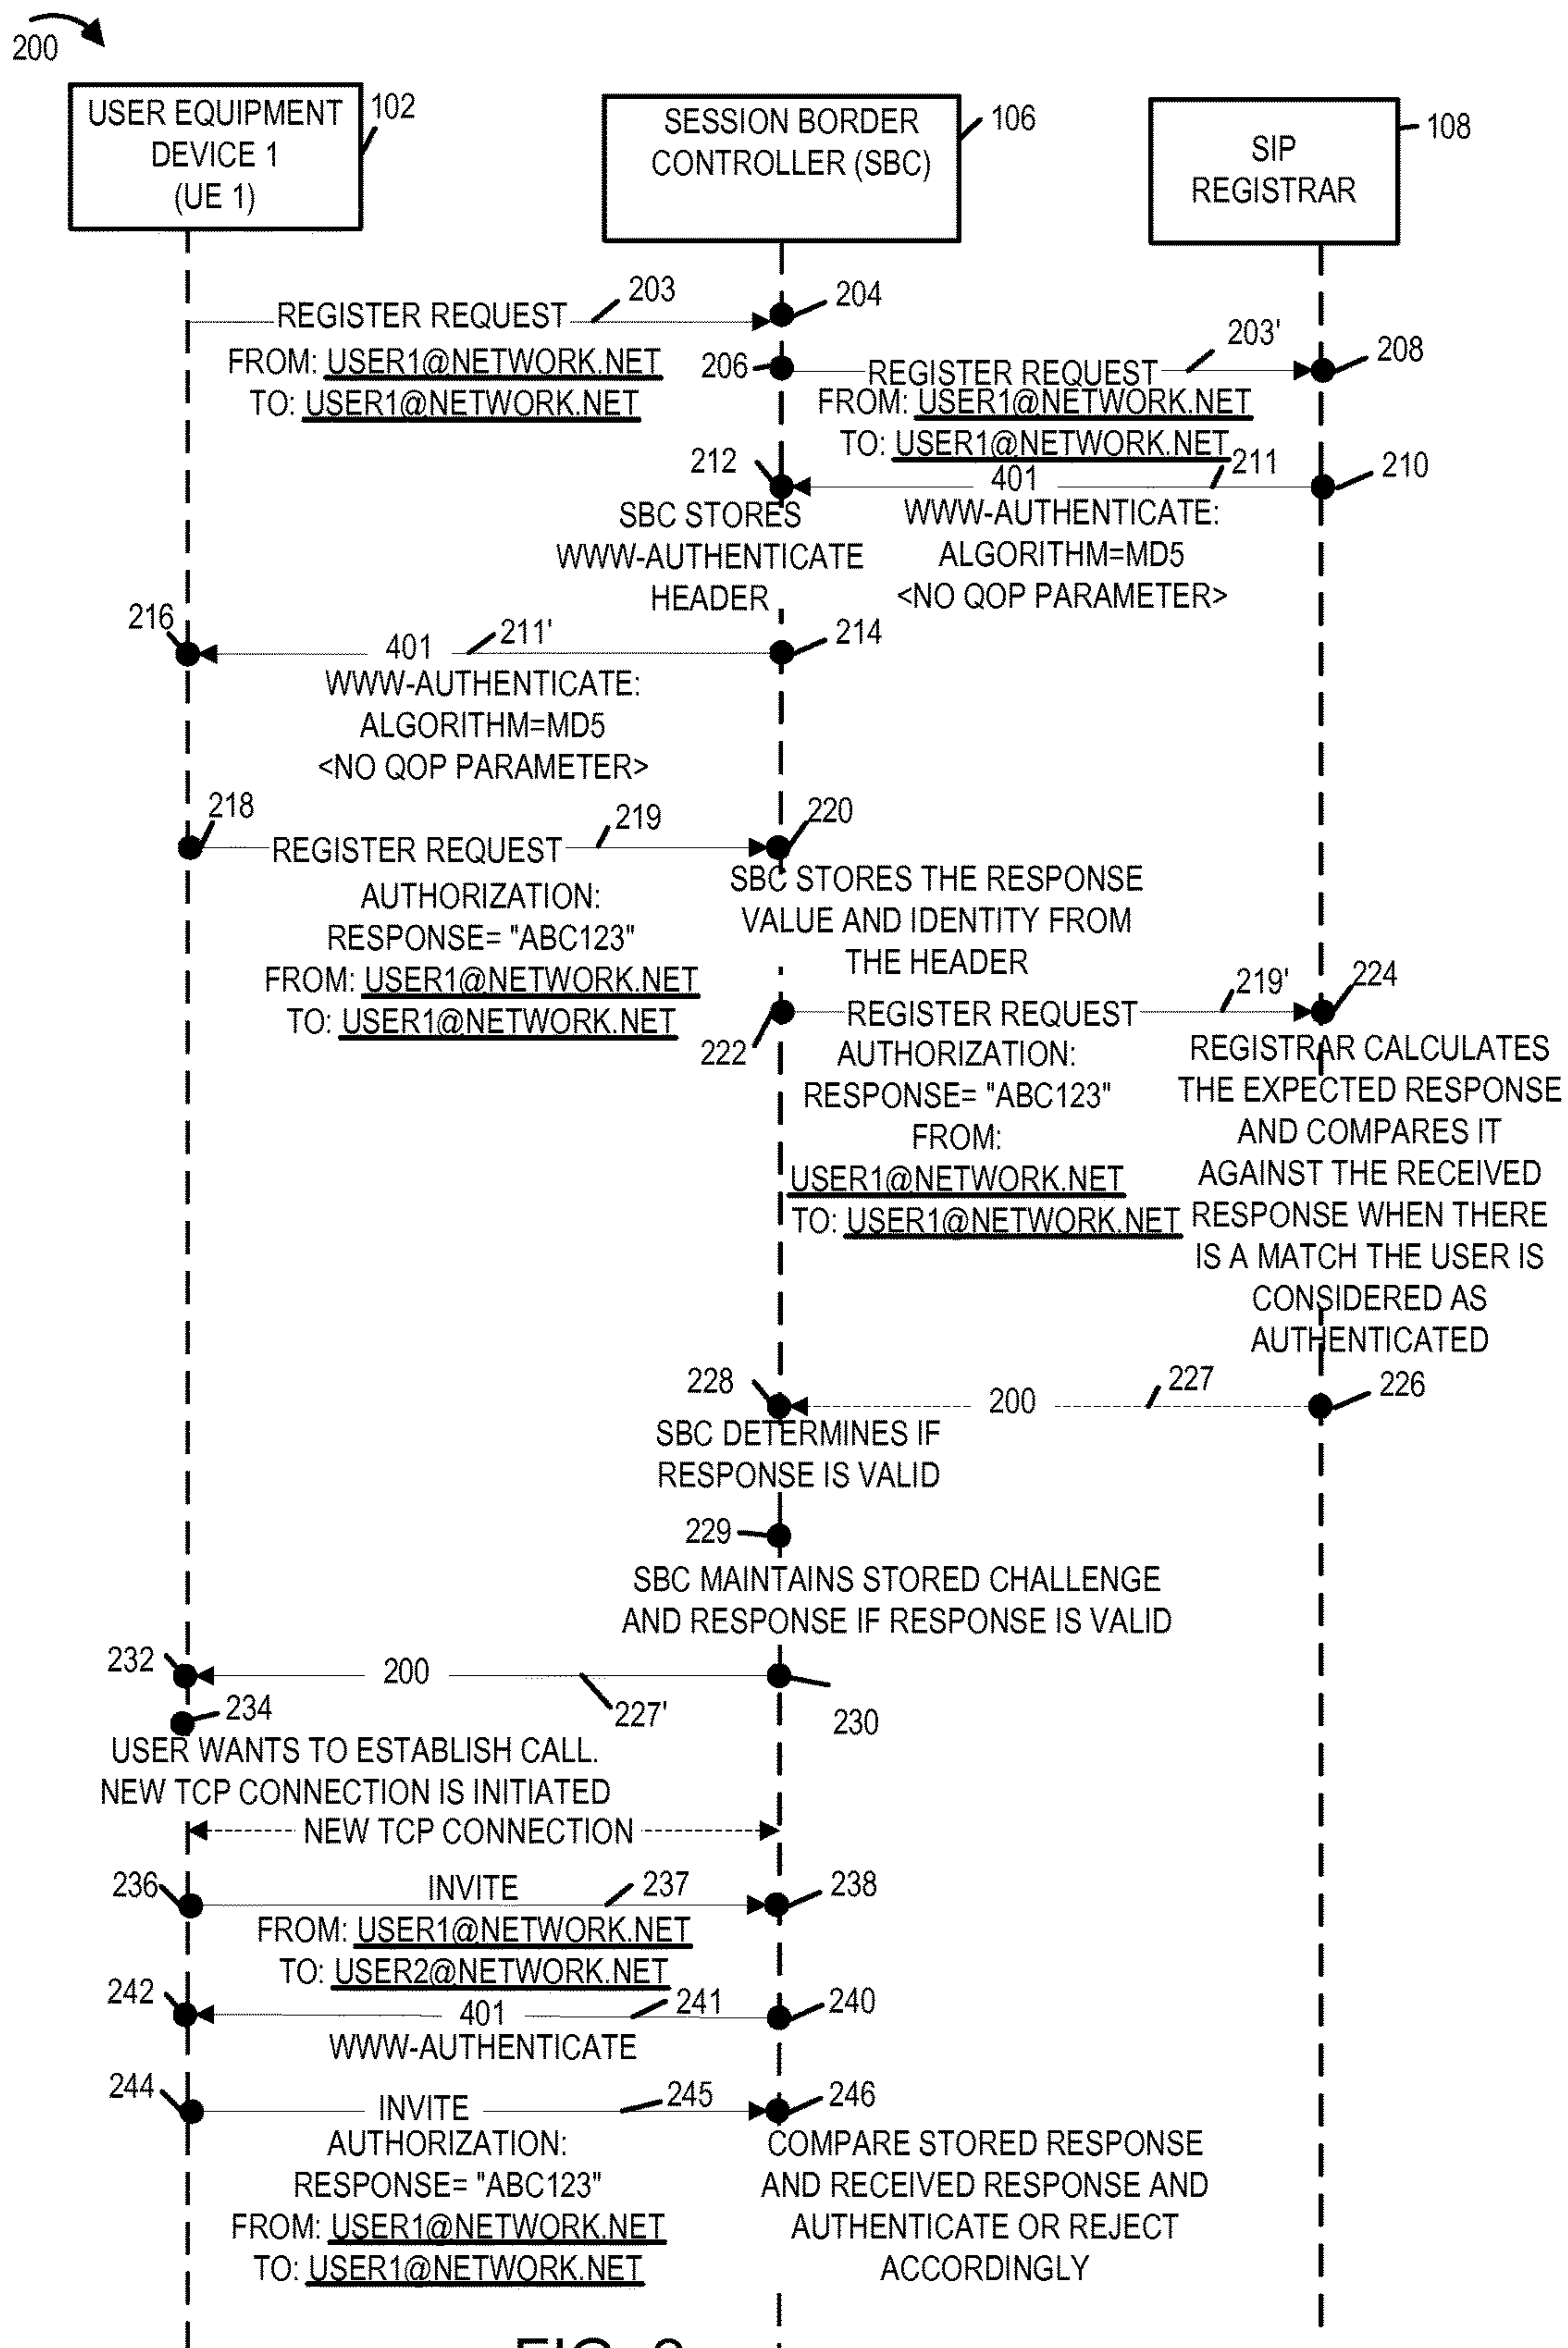 200
USER EQUIPMENT
DEVICE 1
(UE 1)
102
SESSION BORDER
CONTROLLER (SBC)
106
SIP
REGISTRAR
108
REGISTER REQUEST
203
204
FROM: USER1@NETWORK.NET
TO: USER1@NETWORK.NET
206
REGISTER REQUEST
203'
208
FROM: USER1@NETWORK.NET
TO: USER1@NETWORK.NET
212
401
211
210
SBC STORES
WWW-AUTHENTICATE
HEADER
WWW-AUTHENTICATE:
ALGORITHM=MD5
<NO QOP PARAMETER>
216
401
211'
214
WWW-AUTHENTICATE:
ALGORITHM=MD5
<NO QOP PARAMETER>
218
REGISTER REQUEST
219
220
AUTHORIZATION:
RESPONSE= "ABC123"
FROM: USER1@NETWORK.NET
TO: USER1@NETWORK.NET
SBC STORES THE RESPONSE
VALUE AND IDENTITY FROM
THE HEADER
222
REGISTER REQUEST
219'
224
AUTHORIZATION:
RESPONSE= "ABC123"
FROM:
USER1@NETWORK.NET
TO: USER1@NETWORK.NET
REGISTRAR CALCULATES
THE EXPECTED RESPONSE
AND COMPARES IT
AGAINST THE RECEIVED
RESPONSE WHEN THERE
IS A MATCH THE USER IS
CONSIDERED AS
AUTHENTICATED
228
200
227
226
SBC DETERMINES IF
RESPONSE IS VALID
229
SBC MAINTAINS STORED CHALLENGE
AND RESPONSE IF RESPONSE IS VALID
232
200
227'
230
234
USER WANTS TO ESTABLISH CALL.
NEW TCP CONNECTION IS INITIATED
NEW TCP CONNECTION
236
INVITE
237
238
FROM: USER1@NETWORK.NET
TO: USER2@NETWORK.NET
242
401
241
240
WWW-AUTHENTICATE
244
INVITE
245
246
AUTHORIZATION:
RESPONSE= "ABC123"
FROM: USER1@NETWORK.NET
TO: USER1@NETWORK.NET
COMPARE STORED RESPONSE
AND RECEIVED RESPONSE AND
AUTHENTICATE OR REJECT
ACCORDINGLY
FIG.